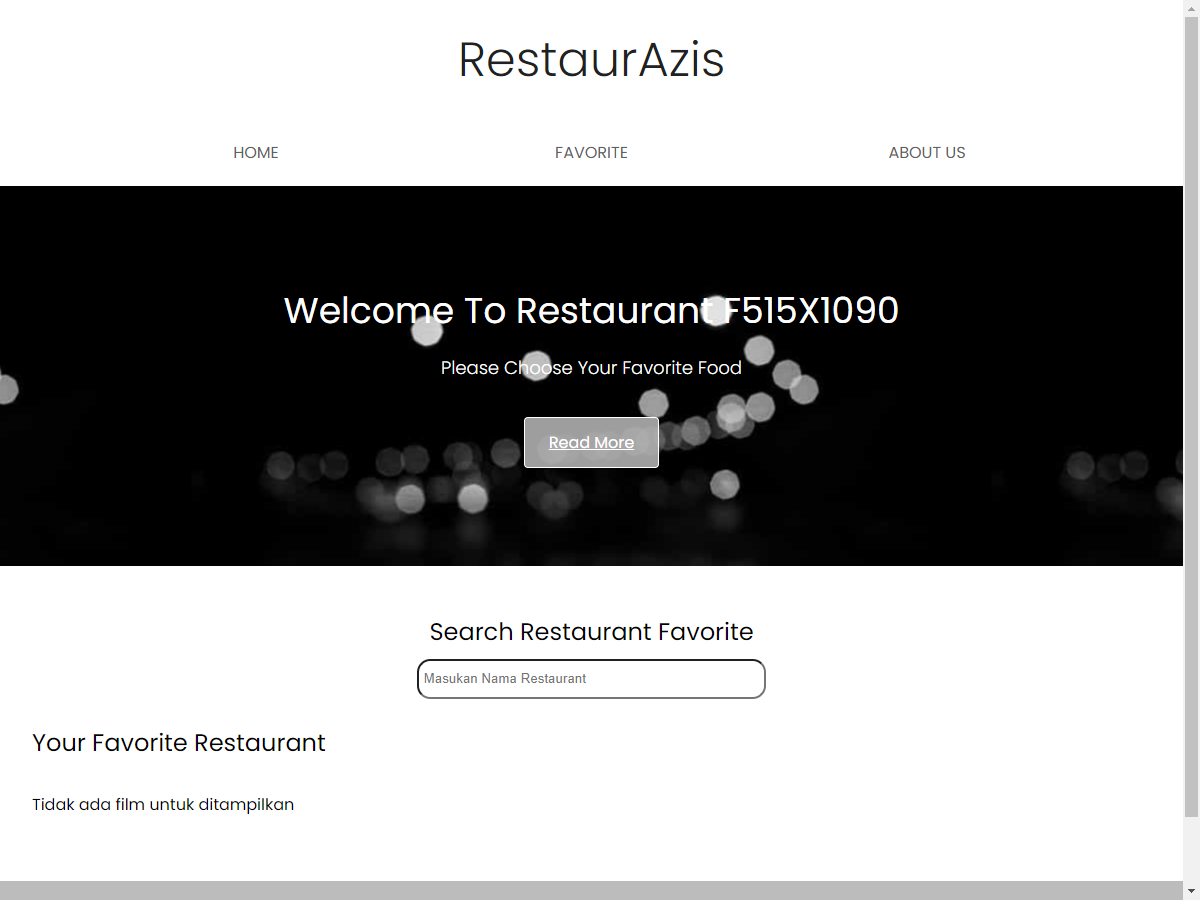 RestaurAzis
HOME
FAVORITE
ABOUT US
Welcome To Restaurant F515X1090
Please Choose Your Favorite Food
Read More
Search Restaurant Favorite
Masukan Nama Restaurant
Your Favorite Restaurant
Tidak ada film untuk ditampilkan